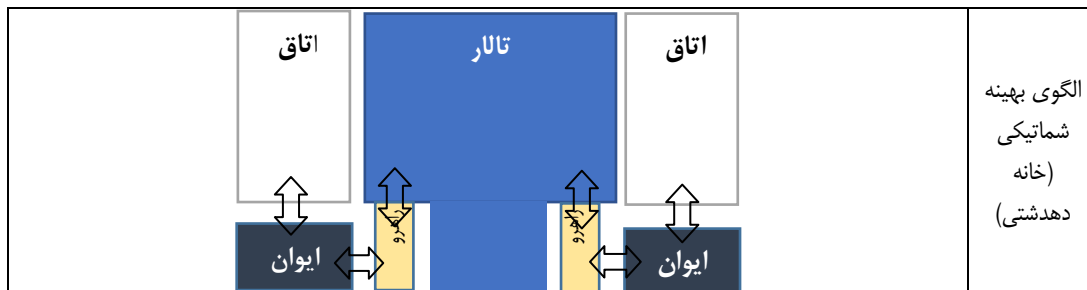 الگوی بهینه
شماتیکی
(خانه
دهدشتی)
اتاق
تالار
اتاق
راهرو
راهرو
ایوان
ایوان